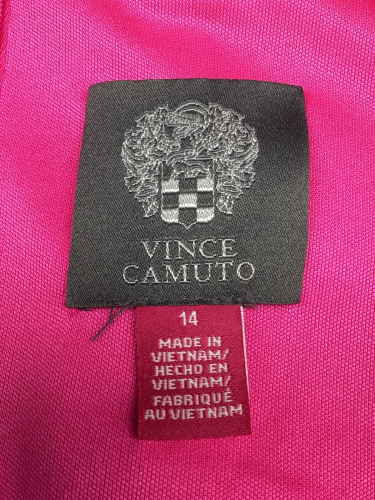 VINCE
CAMUTO
14
MADE IN
VIETNAM/
HECHO EN
VIETNAM/
FABRIQUÉ
AU VIETNAM